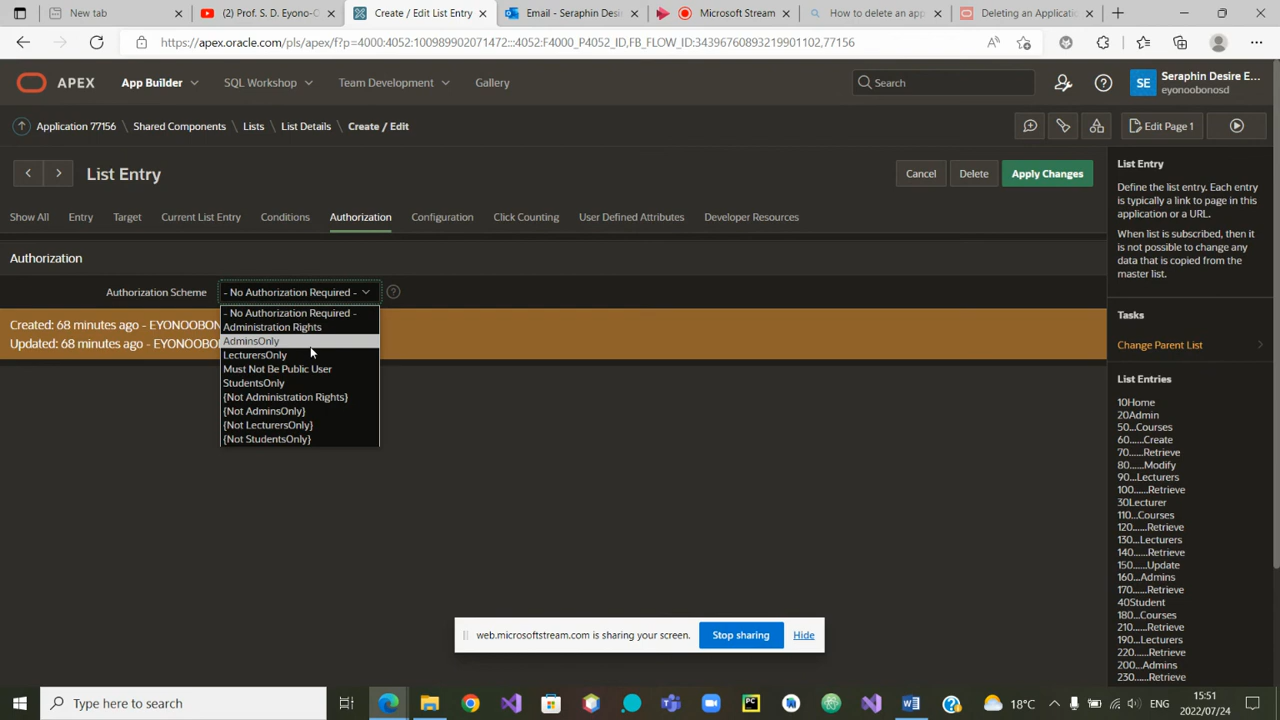 New tab
(2) Prof. S. D. Eyono-O
Create / Edit List Entry
Email - Seraphin Desire E
Microsoft Stream
How to delete an app
Deleting an Applicatio
https://apex.oracle.com/pls/apex/f?p=4000:4052:100989902071472:::4052:F4000_P4052_ID,FB_FLOW_ID:34396760893219901102,77156
APEX
App Builder
SQL Workshop
Team Development
Gallery
Search
SE
Seraphin Desire E...
eyonoobonosd
Application 77156 \ Shared Components \ Lists \ List Details \ Create / Edit
Edit Page 1
List Entry
Cancel
Delete
Apply Changes
Show All
Entry
Target
Current List Entry
Conditions
Authorization
Configuration
Click Counting
User Defined Attributes
Developer Resources
Authorization
Authorization Scheme
- No Authorization Required -
- No Authorization Required -
Administration Rights
AdminsOnly
LecturersOnly
Must Not Be Public User
StudentsOnly
{Not Administration Rights}
{Not AdminsOnly}
{Not LecturersOnly}
{Not StudentsOnly}
Created: 68 minutes ago - EYONOOBON
Updated: 68 minutes ago - EYONOOB
List Entry
Define the list entry. Each entry
is typically a link to page in this
application or a URL.
When list is subscribed, then it
is not possible to change any
data that is copied from the
master list.
Tasks
Change Parent List
List Entries
10Home
20Admin
50...Courses
60......Create
70......Retrieve
80......Modify
90...Lecturers
100......Retrieve
30Lecturer
110...Courses
120......Retrieve
130...Lecturers
140......Retrieve
150......Update
160...Admins
170......Retrieve
40Student
180...Courses
210......Retrieve
190...Lecturers
220......Retrieve
200...Admins
230......Retrieve
web.microsoftstream.com is sharing your screen.
Stop sharing
Hide
Type here to search
18°C
ENG
15:51
2022/07/24